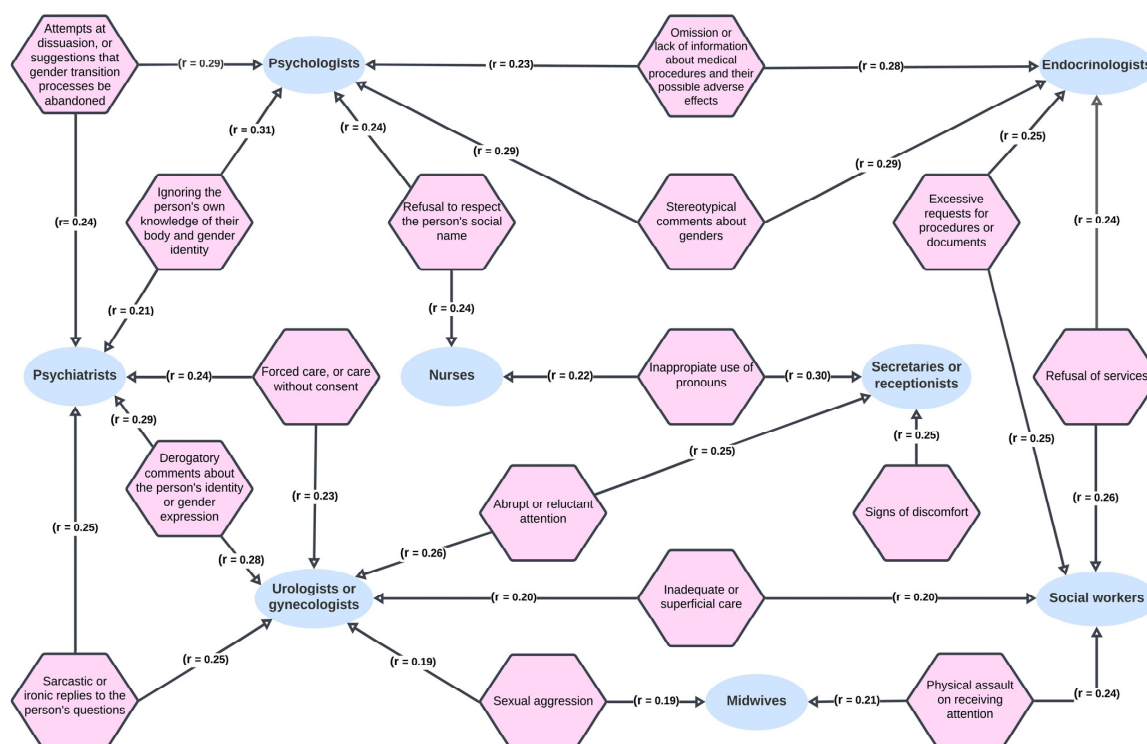 Attempts at
dissuasion, or
suggestions that
gender transition
processes be
abandoned
(r = 0.29)
Psychologists
(r = 0.23)
Omission or
lack of information
about medical
procedures and their
possible adverse
effects
(r = 0.28)
Endocrinologists
(r = 0.31)
(r = 0.24)
(r = 0.29)
(r = 0.29)
(r = 0.25)
(r= 0.24)
Ignoring the
person's own
knowledge of their
body and gender
identity
Refusal to respect
the person's social
name
Stereotypical
comments about
genders
Excessive
requests for
procedures or
documents
(r = 0.24)
(r = 0.21)
(r = 0.24)
Psychiatrists
(r = 0.24)
Forced care, or care
without consent
Nurses
(r = 0.22)
Inappropiate use of
pronouns
(r = 0.30)
Secretaries or
receptionists
Refusal of services
(r = 0.29)
(r = 0.25)
(r = 0.25)
(r = 0.25)
Derogatory
comments about
the person's identity
or gender
expression
(r = 0.23)
Abrupt or reluctant
attention
Signs of discomfort
(r = 0.26)
(r = 0.25)
(r = 0.28)
(r = 0.26)
Urologists or
gynecologists
(r = 0.20)
Inadequate or
superficial care
(r = 0.20)
Social workers
(r = 0.25)
(r = 0.19)
Sarcastic or
ironic replies to the
person's questions
Sexual aggression
(r = 0.19)
Midwives
(r = 0.21)
Physical assault
on receiving
attention
(r = 0.24)